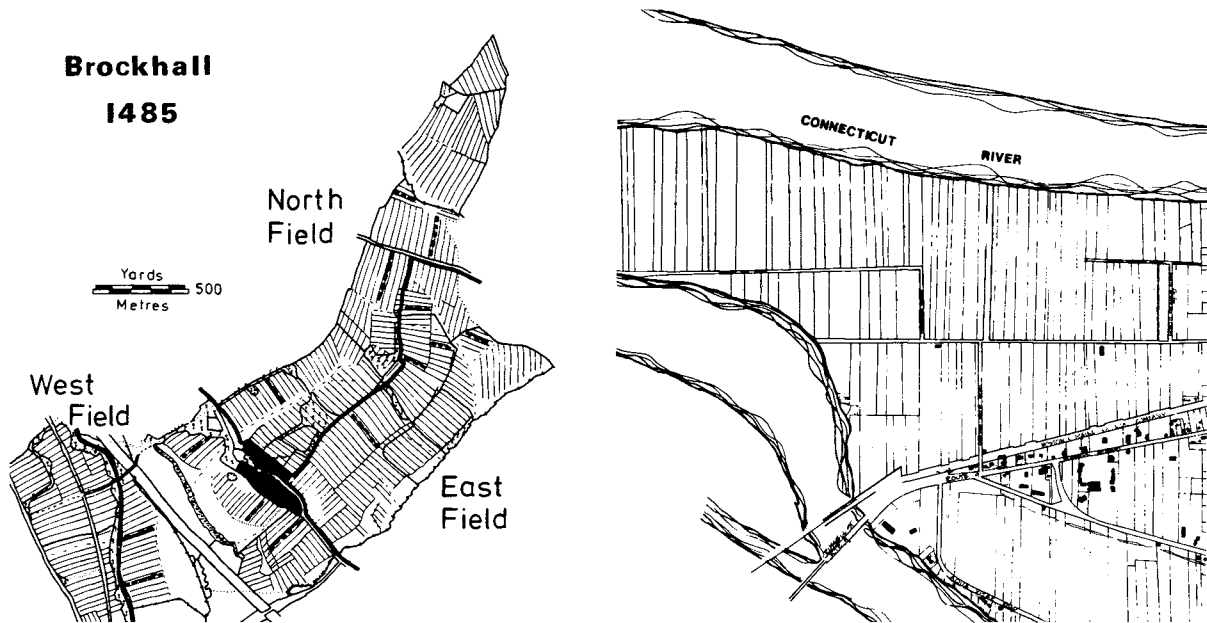 Brockhall
1485
North
Field
Yards
500
Metres
West
Field
East
Field
CONNECTICUT
RIVER